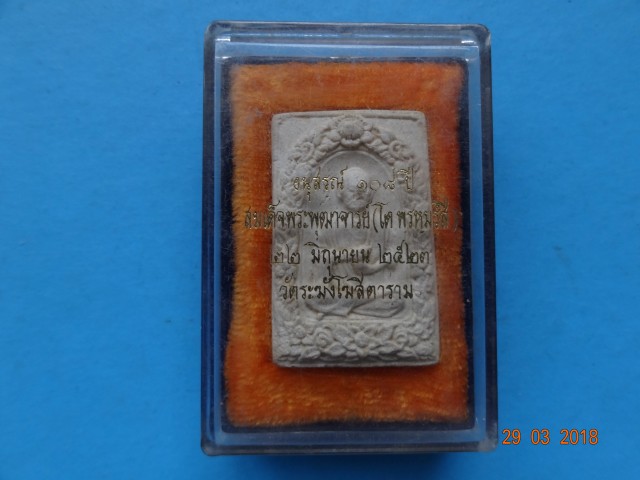 อนุสรณ์ ๑๐๘ ปี
สมเด็จพระพุฒาจารย์ (โต พรหมรังสี)
๒๒ มิถุนายน ๒๕๒๓
วัดระฆังโฆสิตาราม
29 03 2018